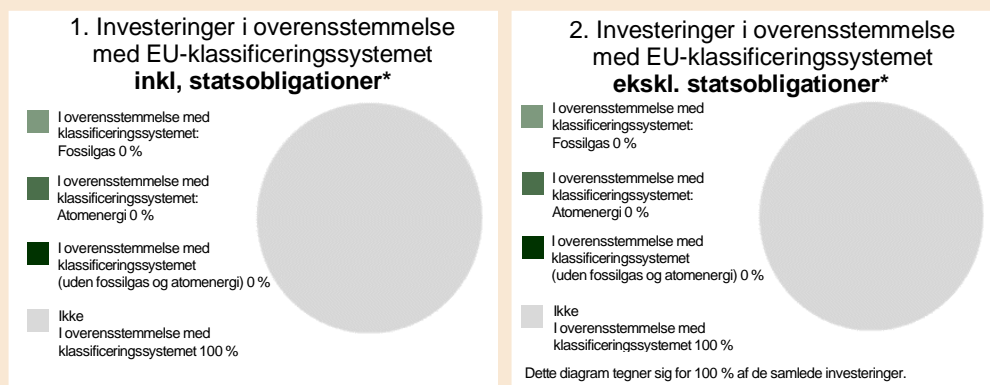 1. Investeringer i overensstemmelse
med EU-klassificeringssystemet
inkl, statsobligationer*
I overensstemmelse med
klassificeringssystemet:
Fossilgas 0 %
I overensstemmelse med
klassificeringssystemet:
Atomenergi 0 %
I overensstemmelse med
klassificeringssystemet
(uden fossilgas og atomenergi) 0 %
Ikke
I overensstemmelse med
klassificeringssystemet 100 %
2. Investeringer i overensstemmelse
med EU-klassificeringssystemet
ekskl. statsobligationer*
I overensstemmelse med
klassificeringssystemet:
Fossilgas 0 %
I overensstemmelse med
klassificeringssystemet:
Atomenergi 0 %
I overensstemmelse med
klassificeringssystemet
(uden fossilgas og atomenergi) 0 %
Ikke
I overensstemmelse med
klassificeringssystemet 100 %
Dette diagram tegner sig for 100 % af de samlede investeringer.